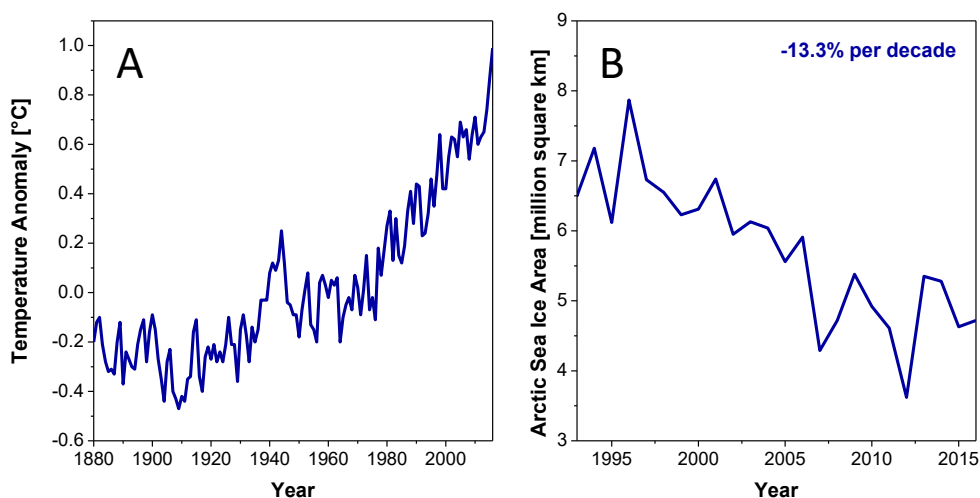 A
Temperature Anomaly [°C]
1.0
0.8
0.6
0.4
0.2
0.0
-0.2
-0.4
-0.6
1880 1900 1920 1940 1960 1980 2000
Year
B
-13.3% per decade
Arctic Sea Ice Area [million square km]
9
8
7
6
5
4
3
1995 2000 2005 2010 2015
Year